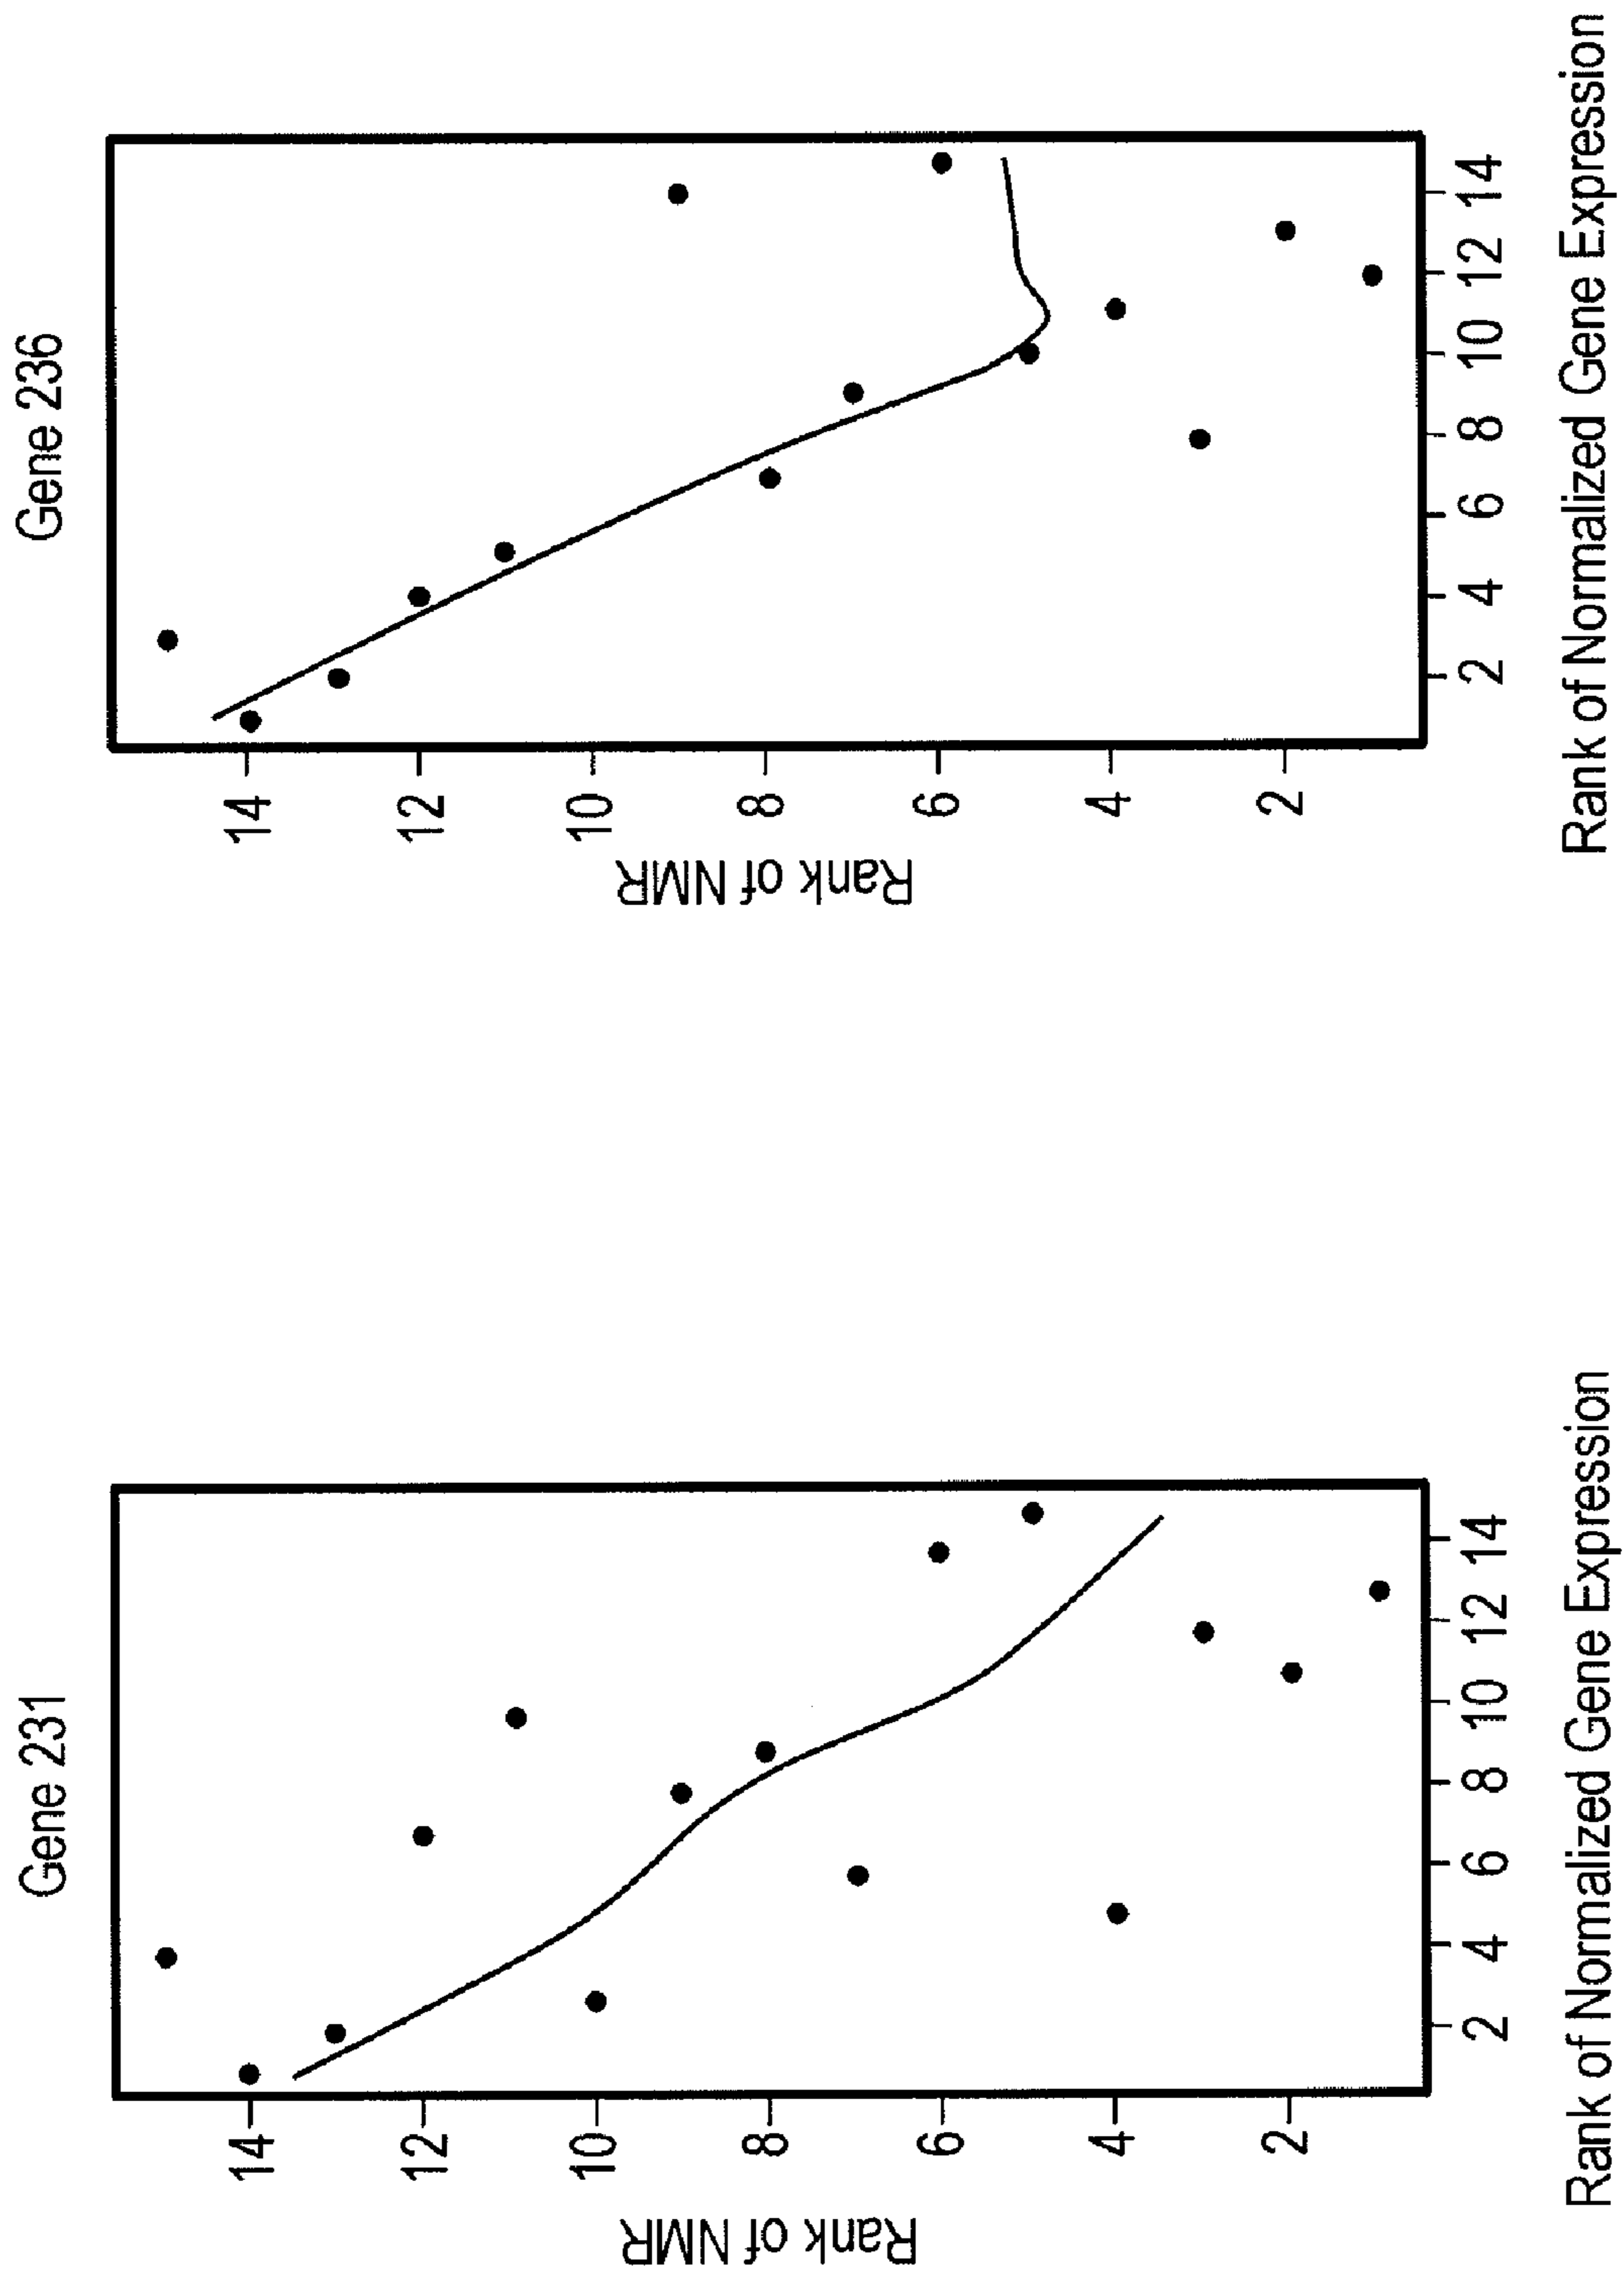 Gene 231
Rank of NMR
14
12
10
8
6
4
2
2 4 6 8 10 12 14
Rank of Normalized Gene Expression
Gene 236
Rank of NMR
14
12
10
8
6
4
2
2 4 6 8 10 12 14
Rank of Normalized Gene Expression